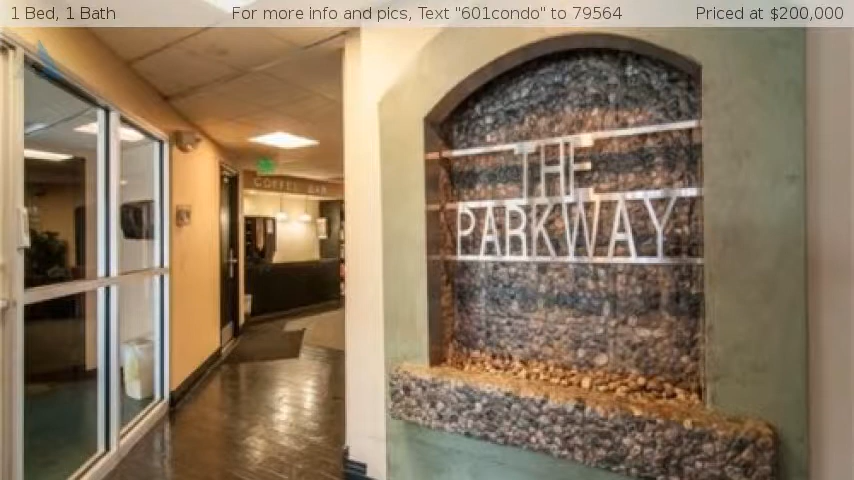 1 Bed, 1 Bath
For more info and pics, Text "601condo" to 79564
Priced at $200,000
COFFEE BAR
THE
PARKWAY